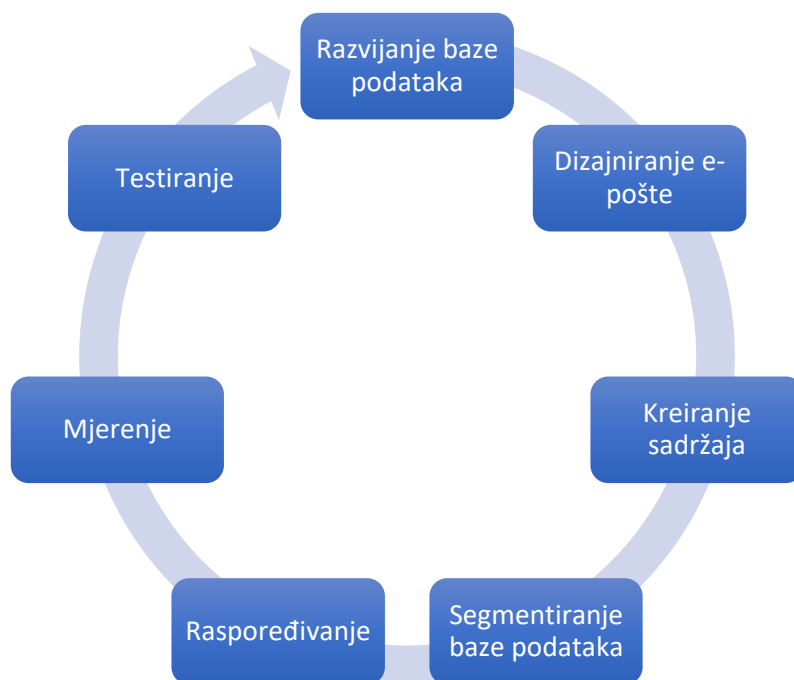 Razvijanje baze
podataka
Dizajniranje e-
pošte
Kreiranje
sadržaja
Segmentiranje
baze podataka
Raspoređivanje
Mjerenje
Testiranje